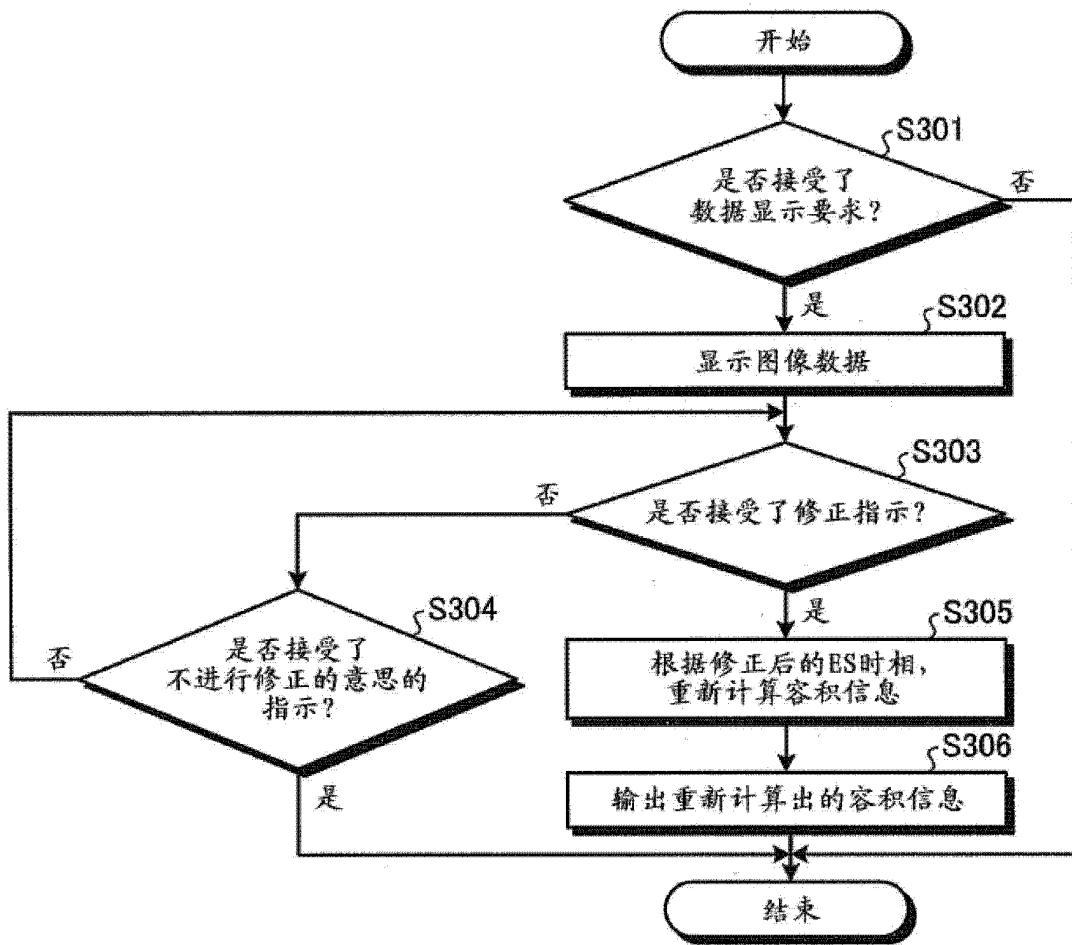 开始
S301
是否接受了
数据显示要求?
否
是
S302
显示图像数据
S303
是否接受了修正指示?
否
是
S304
是否接受了
不进行修正的意思的
指示?
否
是
S305
根据修正后的ES时相,
重新计算容积信息
S306
输出重新计算出的容积信息
结束